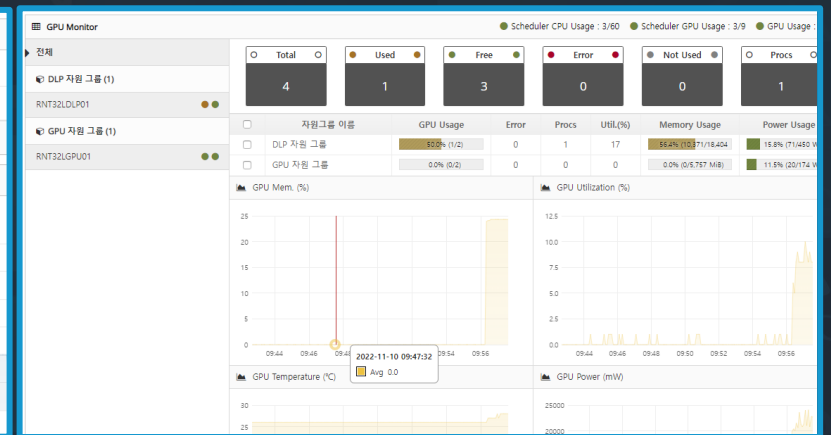 GPU Monitor
Scheduler CPU Usage : 3/60 Scheduler GPU Usage : 3/9 GPU Usage :
전체
DLP 자원 그룹 (1)
RNT32LDLP01
GPU 자원 그룹 (1)
RNT32LGPU01
Total Used Free Error Not Used Procs
4 1 3 0 0 1
자원그룹 이름 GPU Usage Error Procs Util.(%) Memory Usage Power Usage
DLP 자원 그룹 50.0% (1/2) 0 1 17 56.4% (10,371/18,404 15.8% (71/450 W
GPU 자원 그룹 0.0% (0/2) 0 0 0 0.0% (0/5,757 MiB) 11.5% (20/174 W
GPU Mem. (%)
25
20
15
10
5
0
09:44 09:46 09:48 09:54 09:56
2022-11-10 09:47:32
Avg 0.0
GPU Utilization (%)
12.5
10.0
7.5
5.0
2.5
0.0
09:44 09:46 09:48 09:50 09:52 09:54 09:56
GPU Temperature (℃)
30
25
GPU Power (mW)
25000
20000